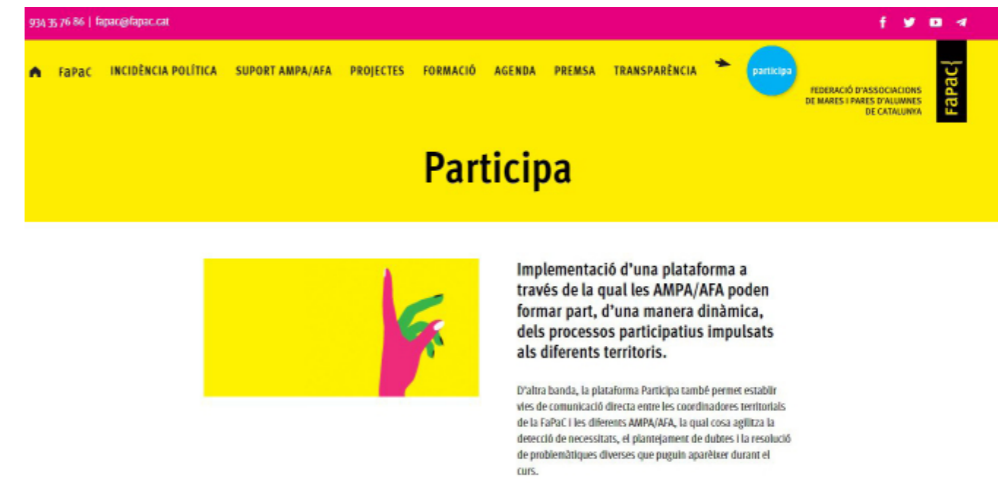 934 35 76 86 | fapac@fapac.cat
FaPaC INCIDÈNCIA POLÍTICA SUPORT AMPA/AFA PROJECTES FORMACIÓ AGENDA PREMSA TRANSPARÈNCIA participa
FEDERACIÓ D'ASSOCIACIONS
DE MARES I PARES D'ALUMNES
DE CATALUNYA
FaPaC}
Participa
Implementació d'una plataforma a
través de la qual les AMPA/AFA poden
formar part, d'una manera dinàmica,
dels processos participatius impulsats
als diferents territoris.
D'altra banda, la plataforma Participa també permet establir
vies de comunicació directa entre les coordinadores territorials
de la FaPaC i les diferents AMPA/AFA, la qual cosa agilitza la
detecció de necessitats, el plantejament de dubtes i la resolució
de problemàtiques diverses que puguin aparèixer durant el
curs.